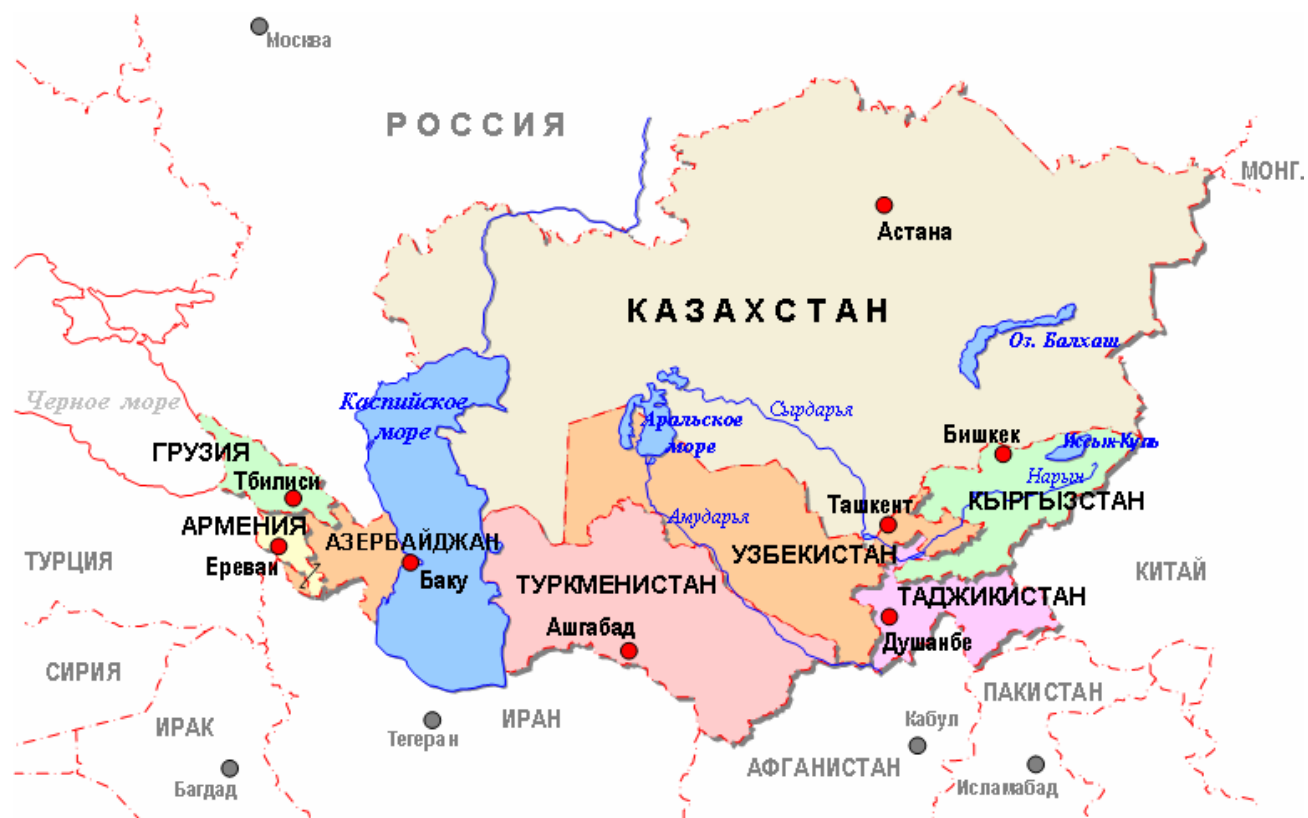 Москва
РОССИЯ
МОНГ.
Астана
КАЗАХСТАН
Оз. Балхаш
Черное море
Каспийское
море
Аральское
море
Сырдарья
Бишкек
Иссык-Куль
Нарын
ГРУЗИЯ
Тбилиси
КЫРГЫЗСТАН
Ташкент
АРМЕНИЯ
АЗЕРБАЙДЖАН
Амударья
УЗБЕКИСТАН
ТУРЦИЯ
Ереван
Баку
ТУРКМЕНИСТАН
КИТАЙ
ТАДЖИКИСТАН
Ашгабад
Душанбе
СИРИЯ
ПАКИСТАН
ИРАК
Тегеран
ИРАН
Кабул
АФГАНИСТАН
Багдад
Исламабад